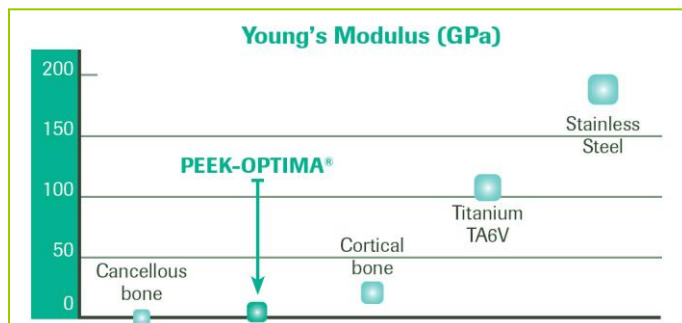 Young's Modulus (GPa)
200
150
100
50
0
Stainless
Steel
PEEK-OPTIMA®
Titanium
TA6V
Cortical
bone
Cancellous
bone